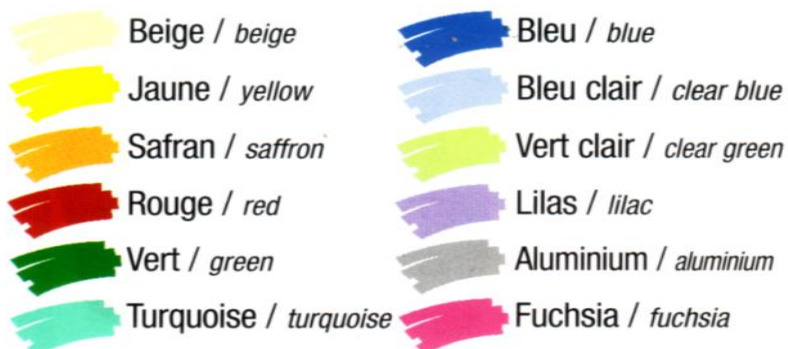 Beige / beige
Jaune / yellow
Safran / saffron
Rouge / red
Vert / green
Turquoise / turquoise
Bleu / blue
Bleu clair / clear blue
Vert clair / clear green
Lilas / lilac
Aluminium / aluminium
Fuchsia / fuchsia